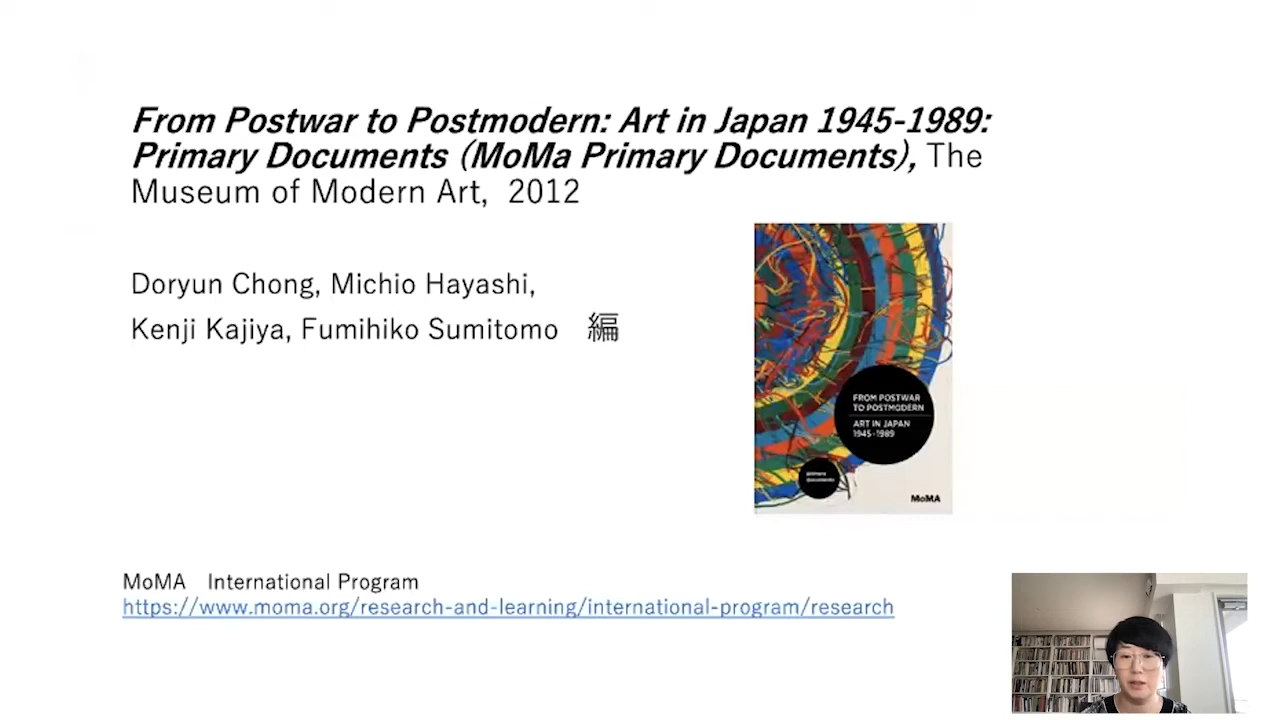 From Postwar to Postmodern: Art in Japan 1945-1989:
Primary Documents (MoMa Primary Documents), The
Museum of Modern Art, 2012
Doryun Chong, Michio Hayashi,
Kenji Kajiya, Fumihiko Sumitomo 編
FROM POSTWAR
TO POSTMODERN
ART IN JAPAN
1945-1989
primary
documents
MoMA
MoMA International Program
https://www.moma.org/research-and-learning/international-program/research